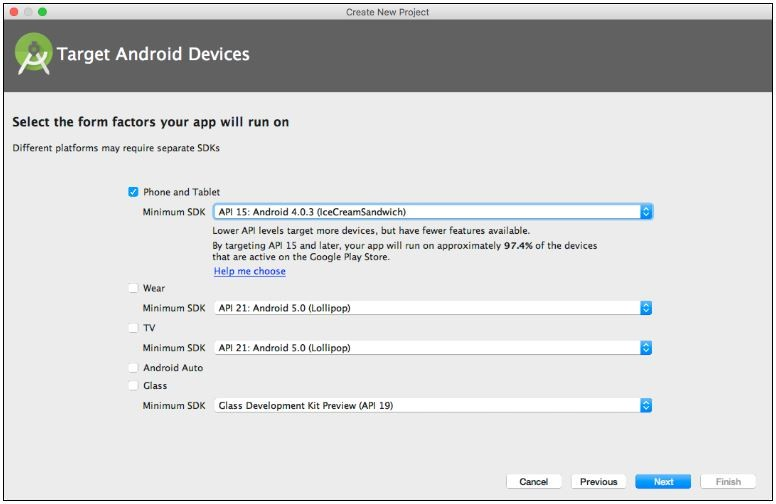 Create New Project
Target Android Devices
Select the form factors your app will run on
Different platforms may require separate SDKs
Phone and Tablet
Minimum SDK API 15: Android 4.0.3 (IceCreamSandwich)
Lower API levels target more devices, but have fewer features available.
By targeting API 15 and later, your app will run on approximately 97.4% of the devices
that are active on the Google Play Store.
Help me choose
Wear
Minimum SDK API 21: Android 5.0 (Lollipop)
TV
Minimum SDK API 21: Android 5.0 (Lollipop)
Android Auto
Glass
Minimum SDK Glass Development Kit Preview (API 19)
Cancel Previous Next Finish